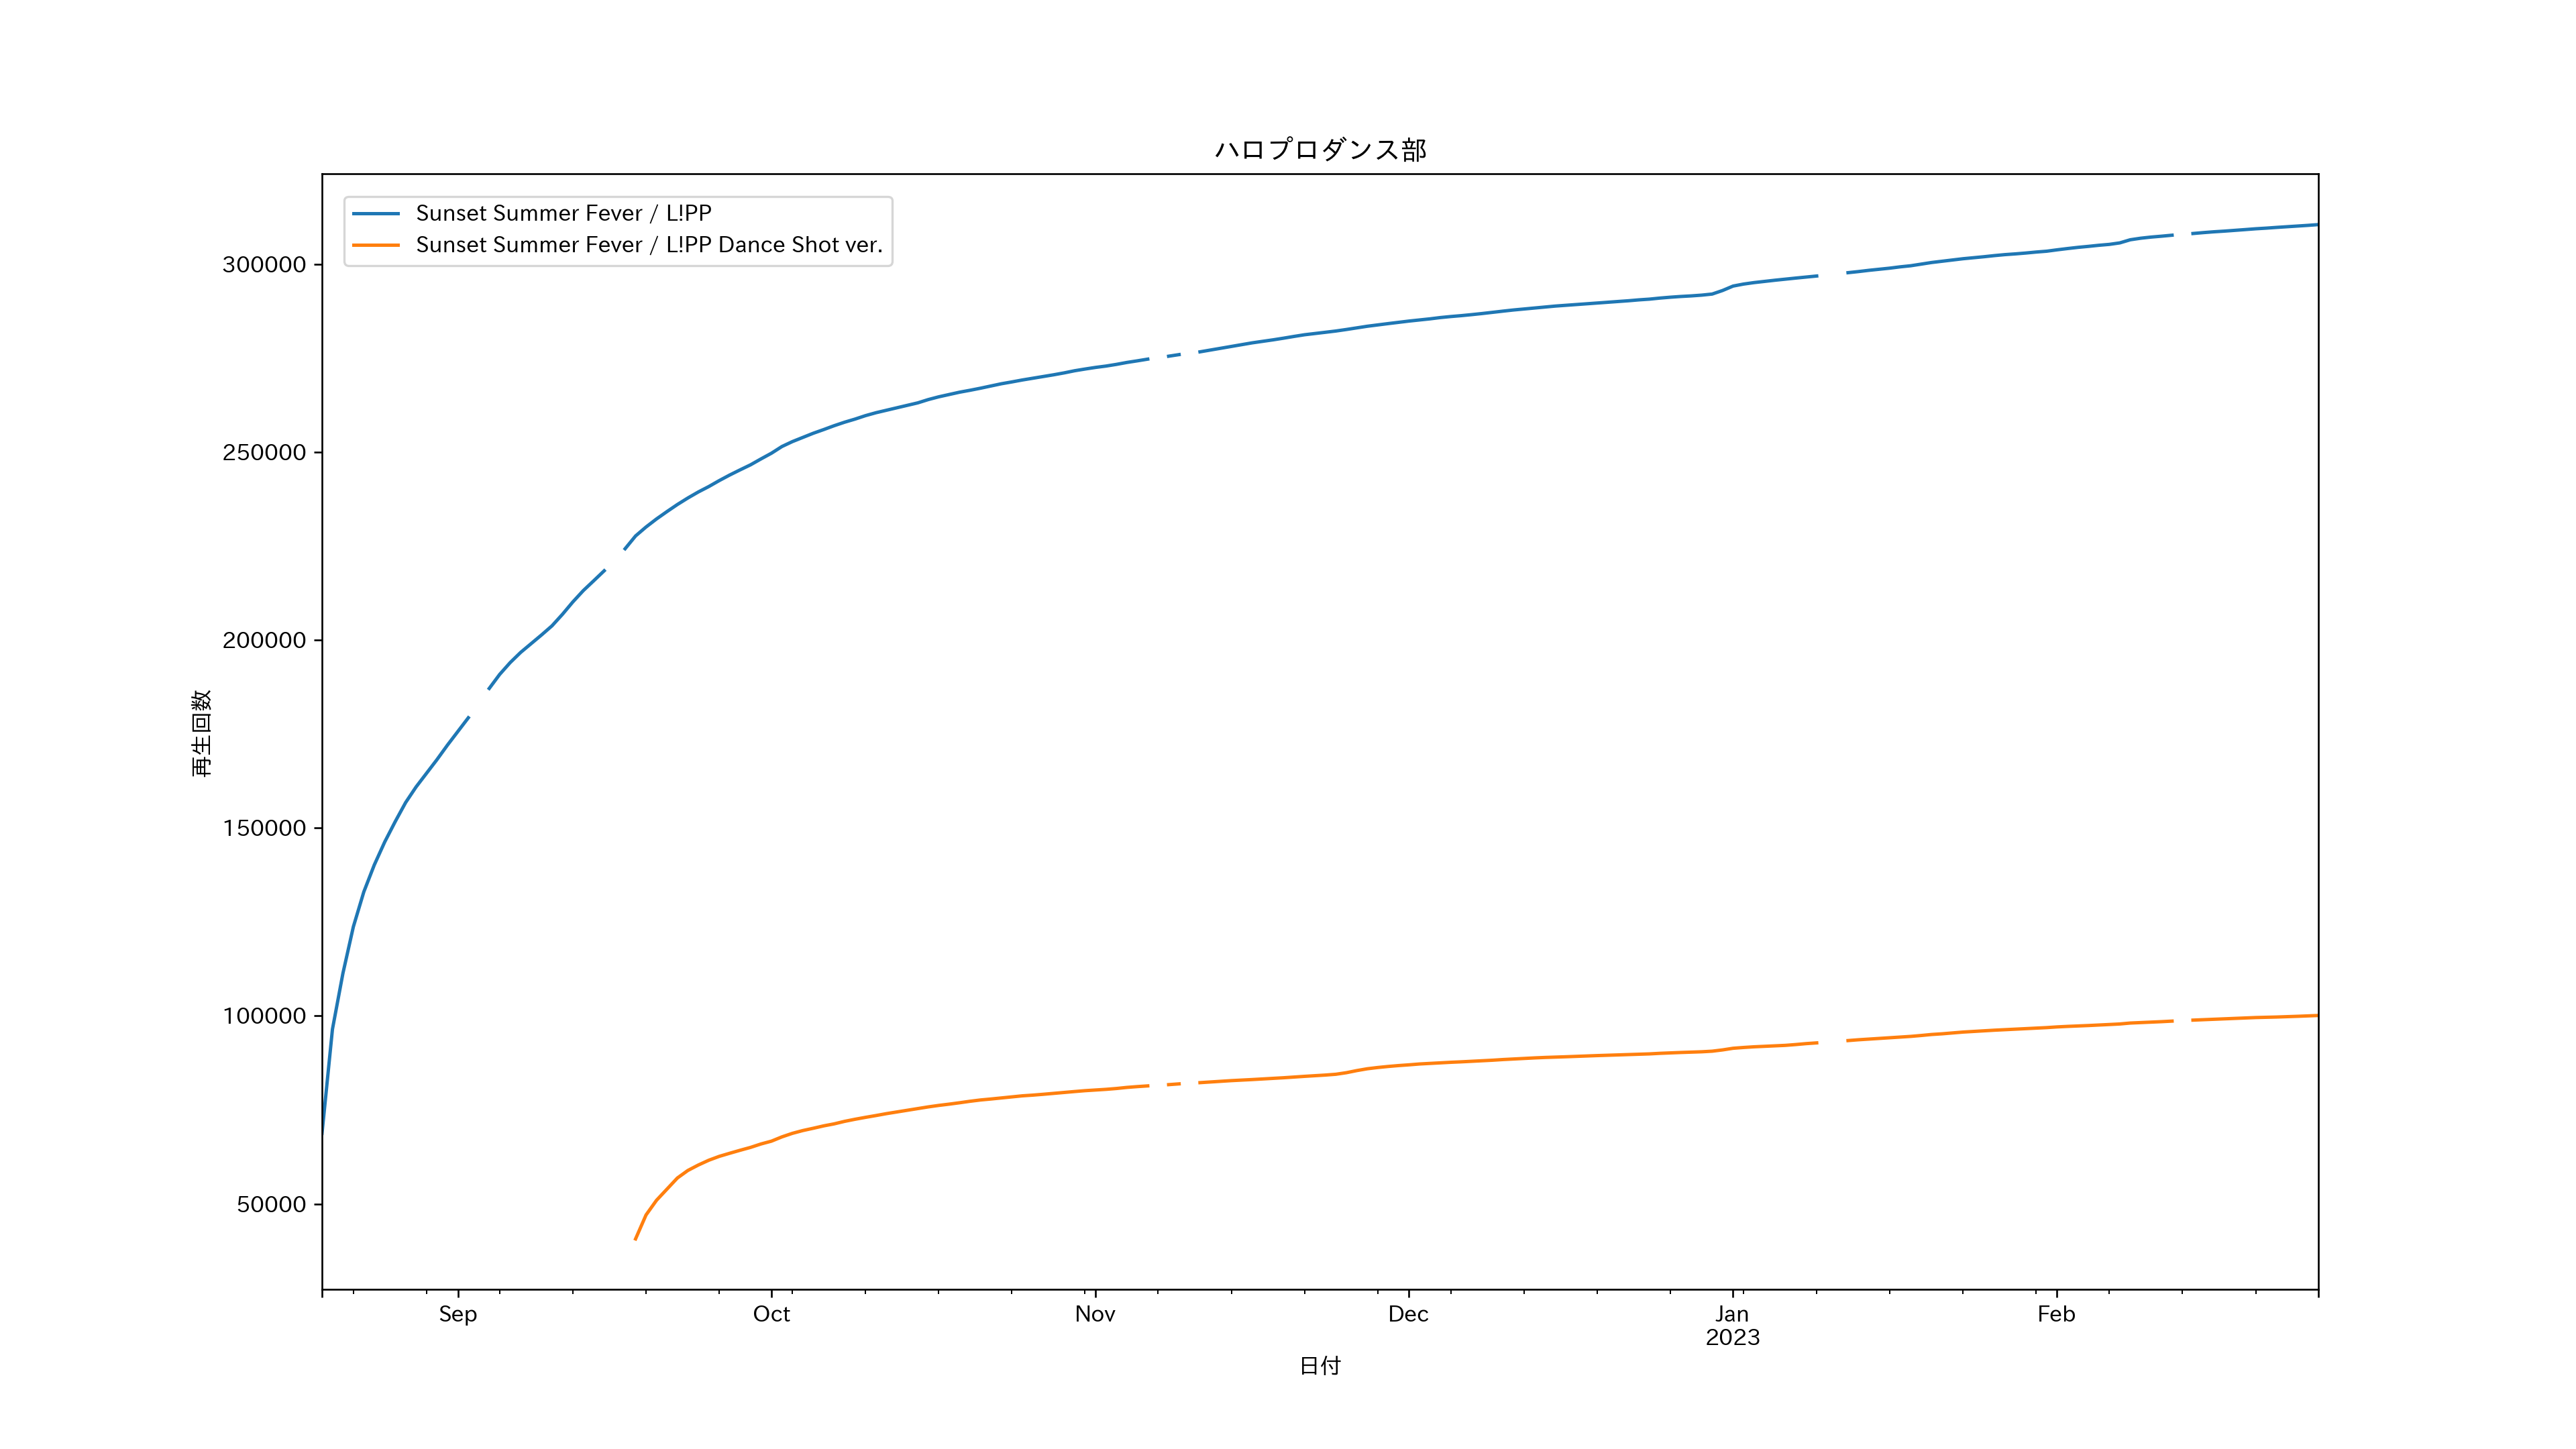 ハロプロダンス部
Sunset Summer Fever / L!PP
Sunset Summer Fever / L!PP Dance Shot ver.
300000
250000
200000
150000
100000
50000
再生回数
Sep
Oct
Nov
Dec
Jan
2023
Feb
日付